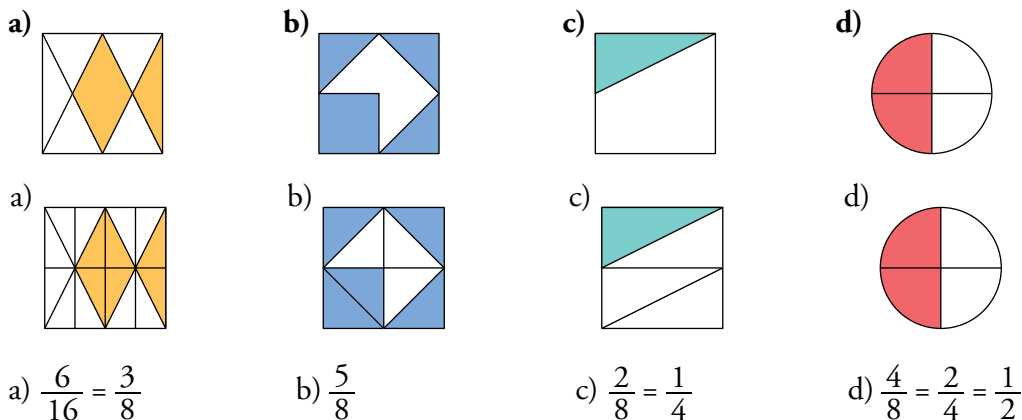 a) b) c) d)
a) b) c) d)
a) 6/16 = 3/8 b) 5/8 c) 2/8 = 1/4 d) 4/8 = 2/4 = 1/2